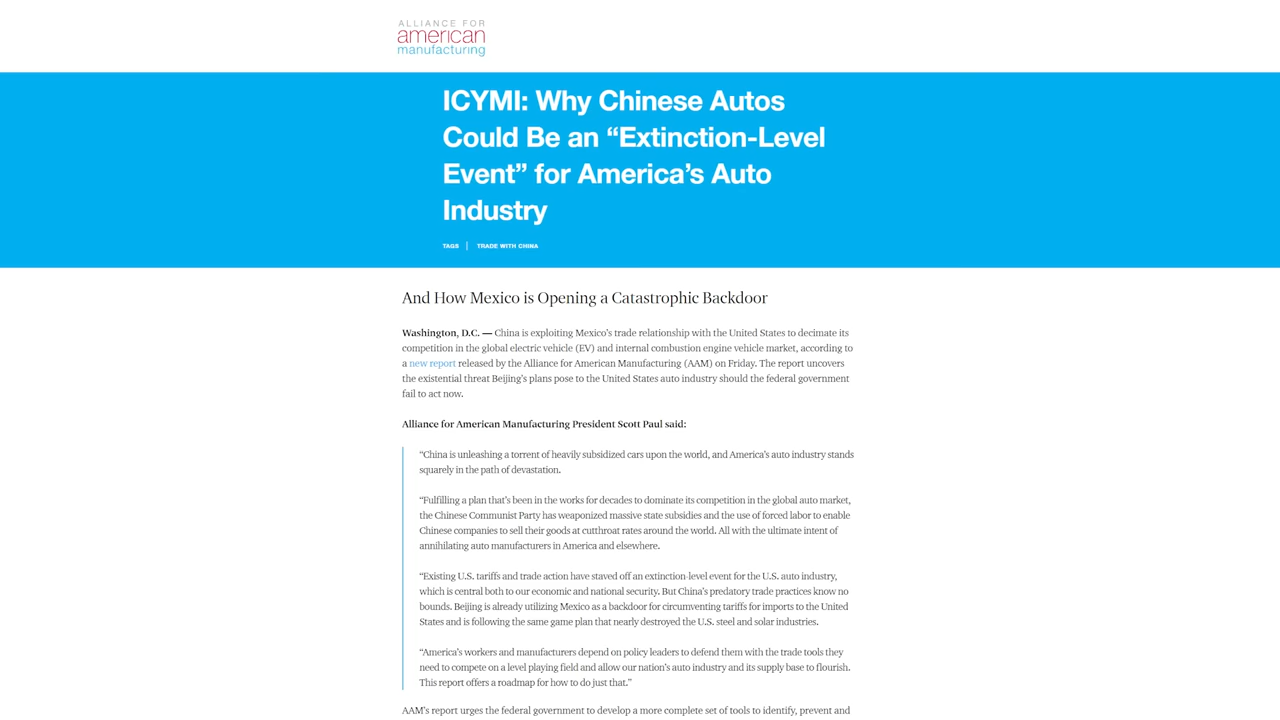 ALLIANCE FOR
american
manufacturing
ICYMI: Why Chinese Autos
Could Be an “Extinction-Level
Event” for America’s Auto
Industry
TAGS | TRADE WITH CHINA
And How Mexico is Opening a Catastrophic Backdoor
Washington, D.C. — China is exploiting Mexico’s trade relationship with the United States to decimate its
competition in the global electric vehicle (EV) and internal combustion engine vehicle market, according to
a new report released by the Alliance for American Manufacturing (AAM) on Friday. The report uncovers
the existential threat Beijing’s plans pose to the United States auto industry should the federal government
fail to act now.
Alliance for American Manufacturing President Scott Paul said:
“China is unleashing a torrent of heavily subsidized cars upon the world, and America’s auto industry stands
squarely in the path of devastation.
“Fulfilling a plan that’s been in the works for decades to dominate its competition in the global auto market,
the Chinese Communist Party has weaponized massive state subsidies and the use of forced labor to enable
Chinese companies to sell their goods at cutthroat rates around the world. All with the ultimate intent of
annihilating auto manufacturers in America and elsewhere.
“Existing U.S. tariffs and trade action have staved off an extinction-level event for the U.S. auto industry,
which is central both to our economic and national security. But China’s predatory trade practices know no
bounds. Beijing is already utilizing Mexico as a backdoor for circumventing tariffs for imports to the United
States and is following the same game plan that nearly destroyed the U.S. steel and solar industries.
“America’s workers and manufacturers depend on policy leaders to defend them with the trade tools they
need to compete on a level playing field and allow our nation’s auto industry and its supply base to flourish.
This report offers a roadmap for how to do just that.”
AAM’s report urges the federal government to develop a more complete set of tools to identify, prevent and